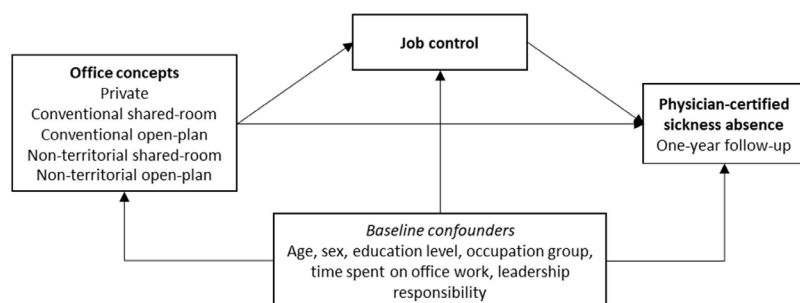 Job control
Office concepts
Private
Conventional shared-room
Conventional open-plan
Non-territorial shared-room
Non-territorial open-plan
Physician-certified
sickness absence
One-year follow-up
Baseline confounders
Age, sex, education level, occupation group,
time spent on office work, leadership
responsibility